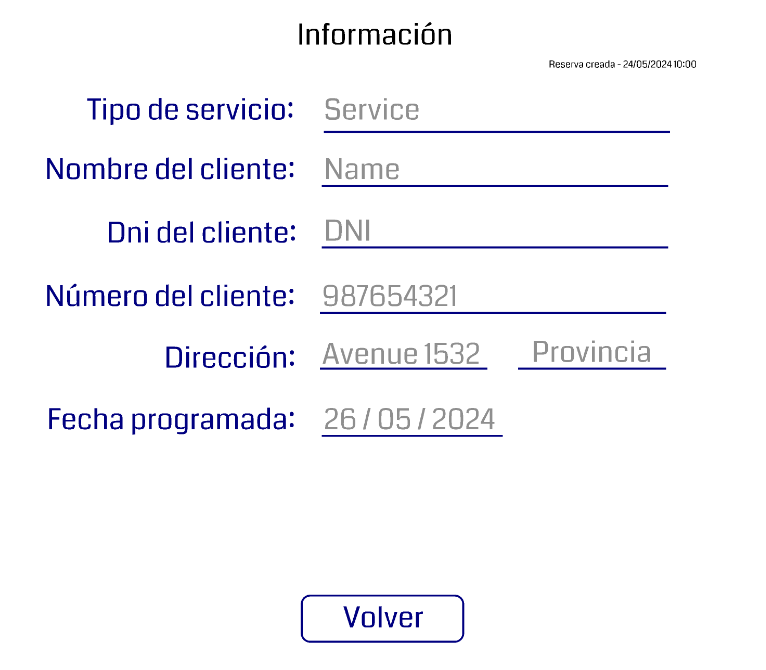 Información
Reserva creada - 24/05/2024 10:00
Tipo de servicio: Service
Nombre del cliente: Name
Dni del cliente: DNI
Número del cliente: 987654321
Dirección: Avenue 1532 Provincia
Fecha programada: 26 / 05 / 2024
Volver